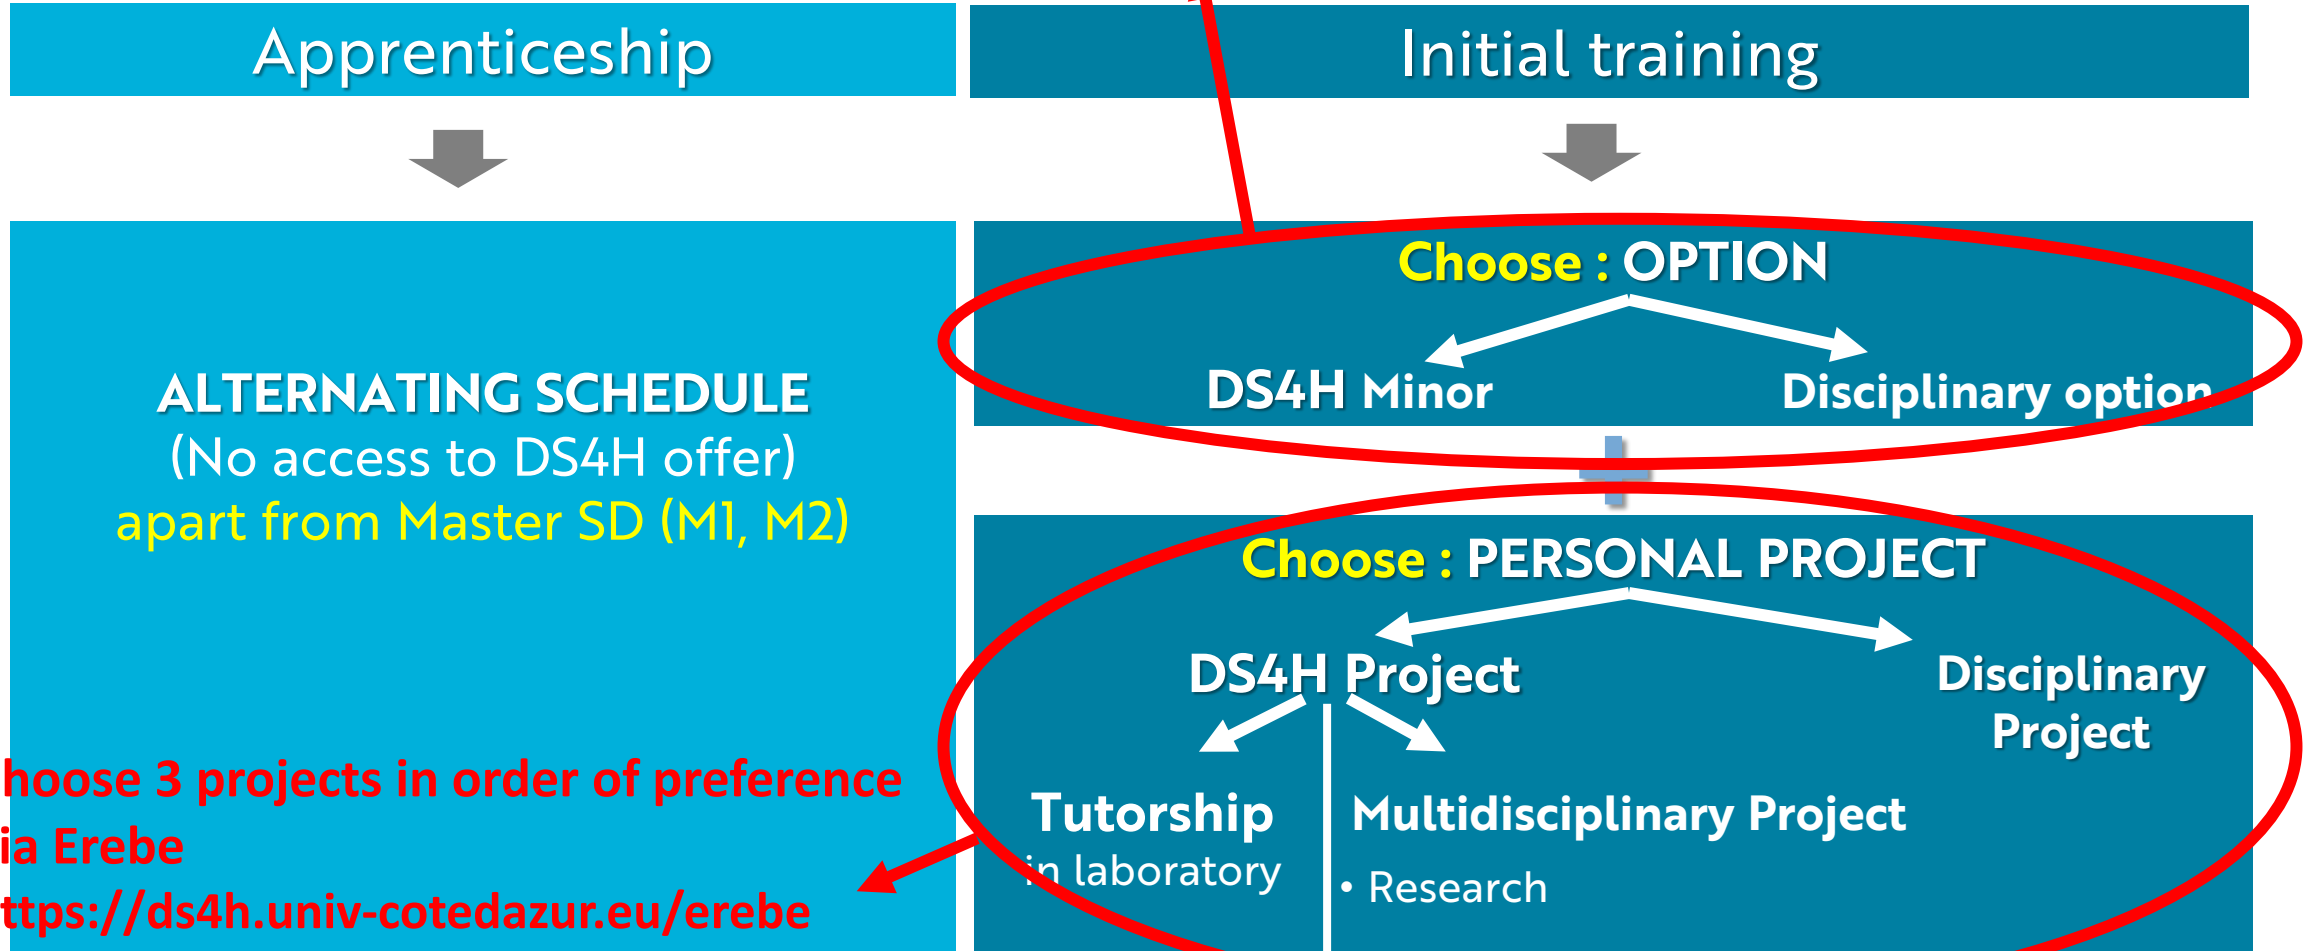 Apprenticeship
Initial training
ALTERNATING SCHEDULE
(No access to DS4H offer)
apart from Master SD (M1, M2)
hoose 3 projects in order of preference
ia Erebe
ttps://ds4h.univ-cotedazur.eu/erebe
Choose : OPTION
DS4H Minor
Disciplinary option
Choose : PERSONAL PROJECT
DS4H Project
Disciplinary
Project
Tutorship
in laboratory
Multidisciplinary Project
• Research